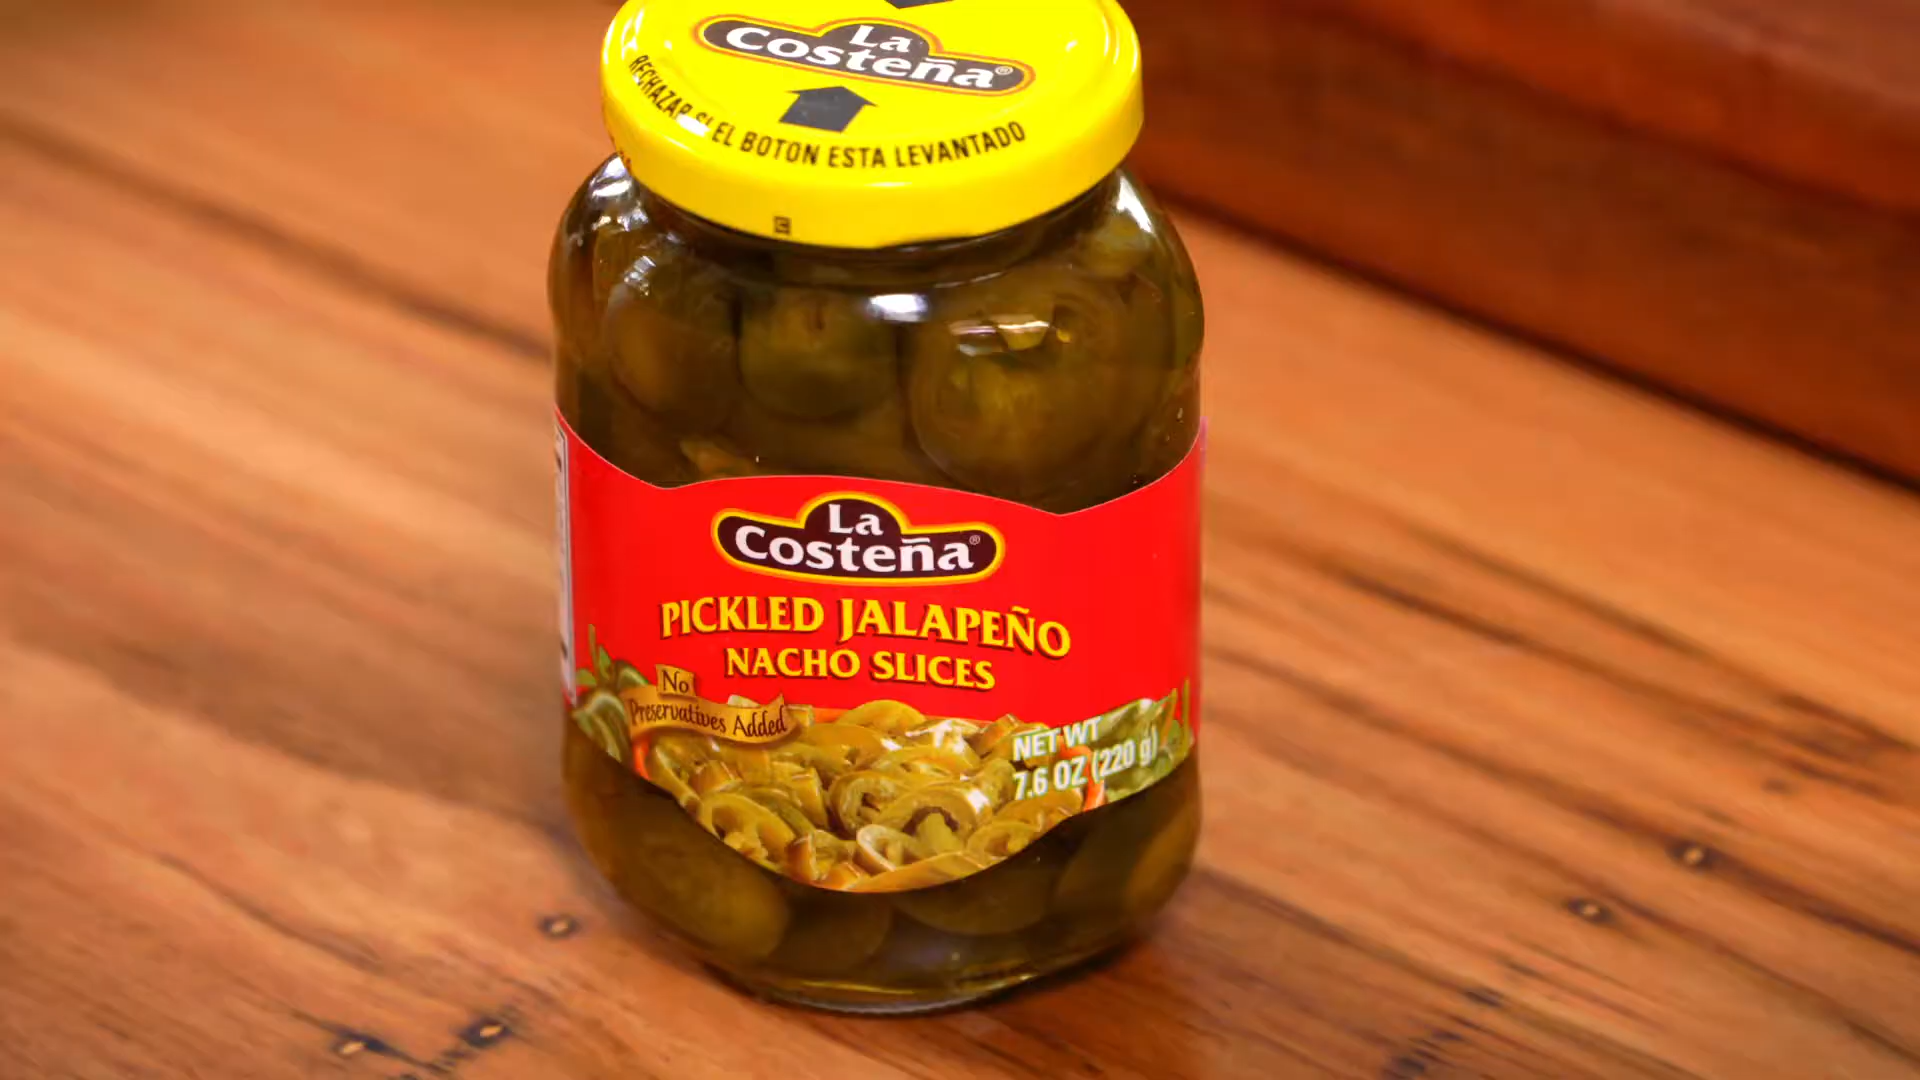 La
Costeña®
RECHAZAR SI EL BOTON ESTA LEVANTADO
La
Costeña®
PICKLED JALAPEÑO
NACHO SLICES
No
Preservatives Added
NET WT
7.6 OZ (220 g)